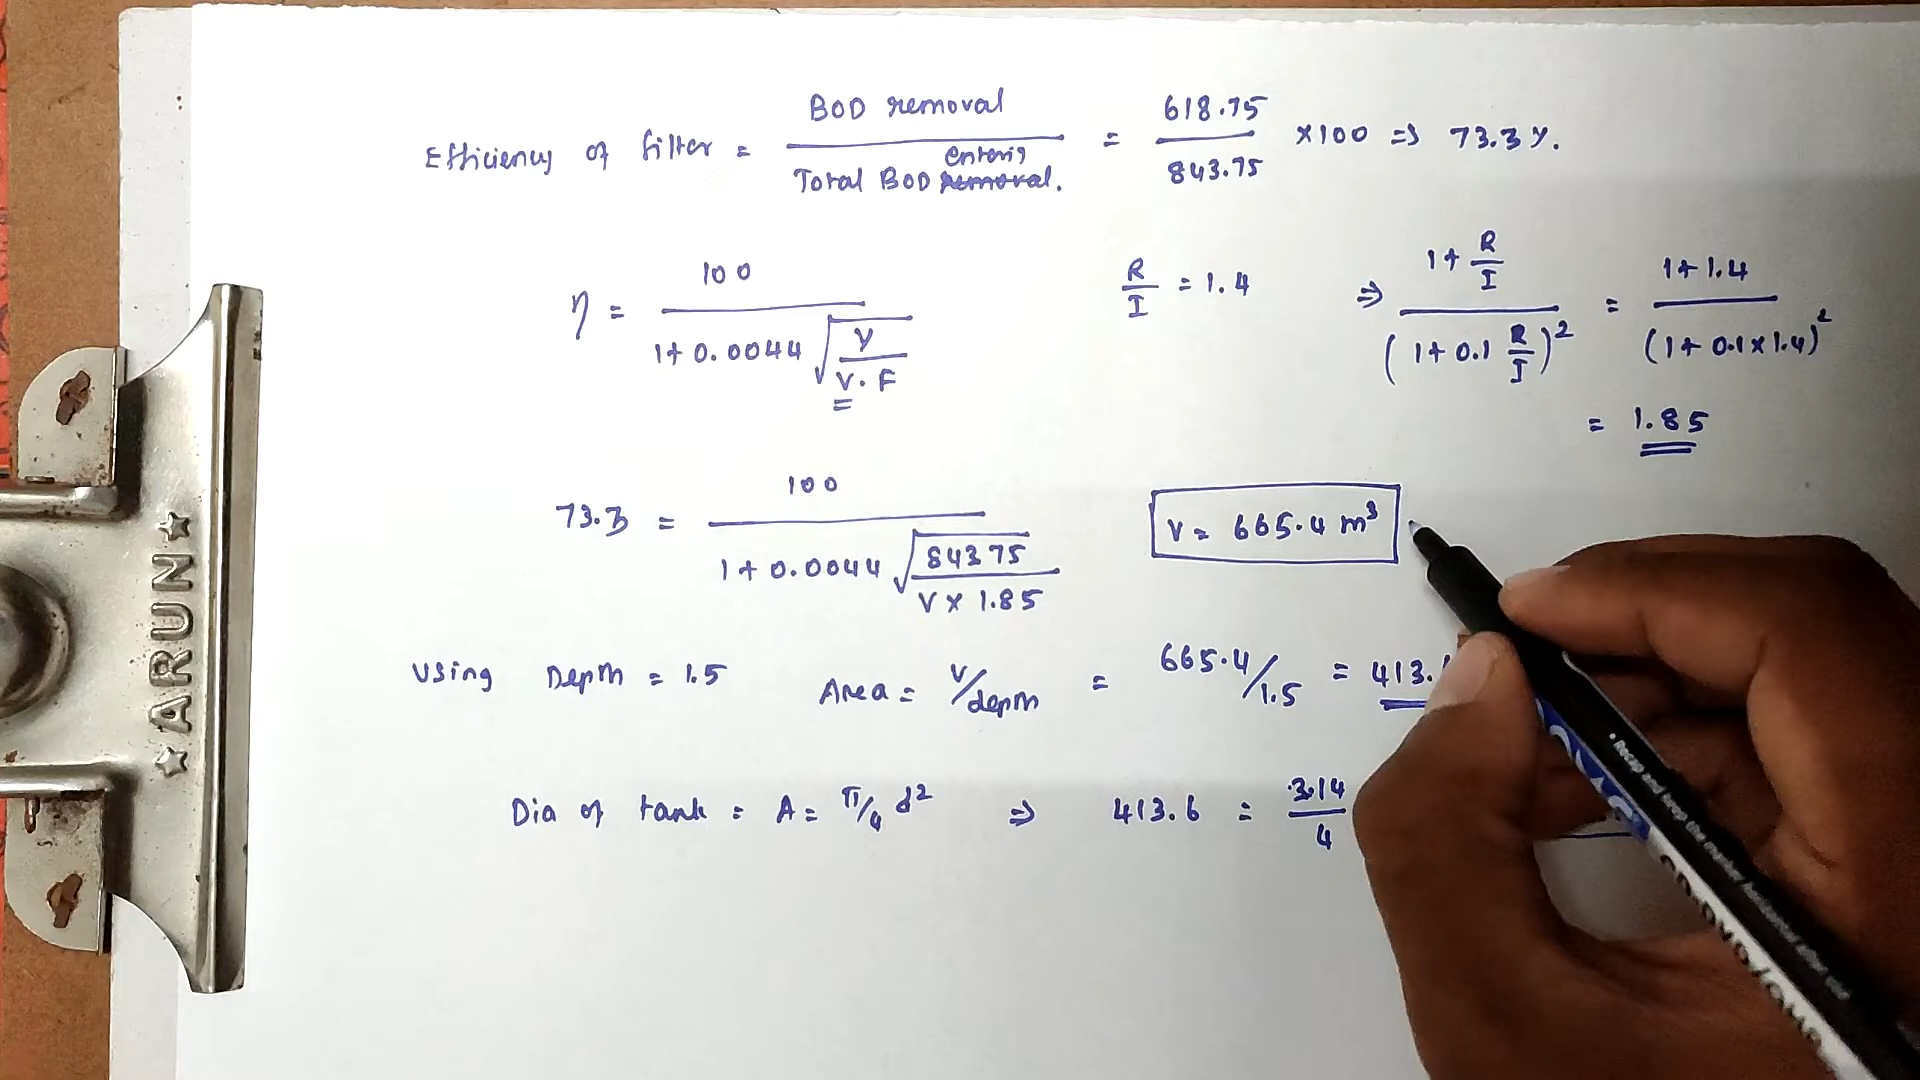 Efficiency of filter = BOD removal / Total BOD entering removal. = 618.75 / 843.75 × 100 ⇒ 73.3 %.
η = 100 / 1 + 0.0044 √ Y / V. F
R / I = 1.4 ⇒ 1 + R/I / (1 + 0.1 R/I)² = 1 + 1.4 / (1 + 0.1 x 1.4)²
= 1.85
73.3 = 100 / 1 + 0.0044 √ 843.75 / V x 1.85
V = 665.4 m³
Using Depth = 1.5 Area = V/depth = 665.4/1.5 = 413.
Dia of tank = A = π/4 d² ⇒ 413.6 = 3.14 / 4
★ARUN★